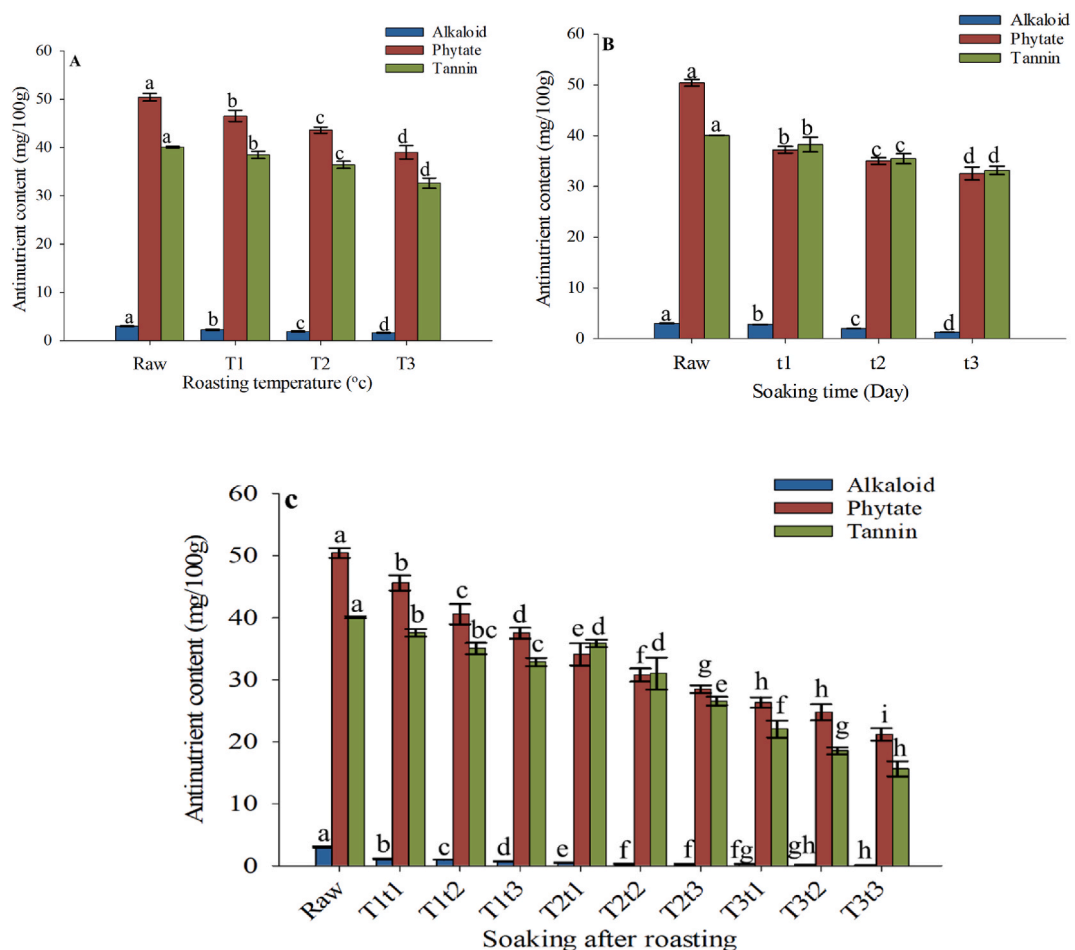 A
Alkaloid
Phytate
Tannin
Antinutrient content (mg/100g)
60
50
40
30
20
10
0
a
a
a
b
b
b
c
c
c
d
d
d
Raw T1 T2 T3
Roasting temperature (°c)
B
Alkaloid
Phytate
Tannin
Antinutrient content (mg/100g)
60
50
40
30
20
10
0
a
a
a
b
b b
c
c c
d
d d
Raw t1 t2 t3
Soaking time (Day)
c
Alkaloid
Phytate
Tannin
Antinutrient content (mg/100g)
60
50
40
30
20
10
0
a
a
a
b
b
b
c
c
bc
d
d
c
e
e
d
f
f
d
f
g
e
fg
h
f
gh
h
g
h
i
h
Raw T1t1 T1t2 T1t3 T2t1 T2t2 T2t3 T3t1 T3t2 T3t3
Soaking after roasting